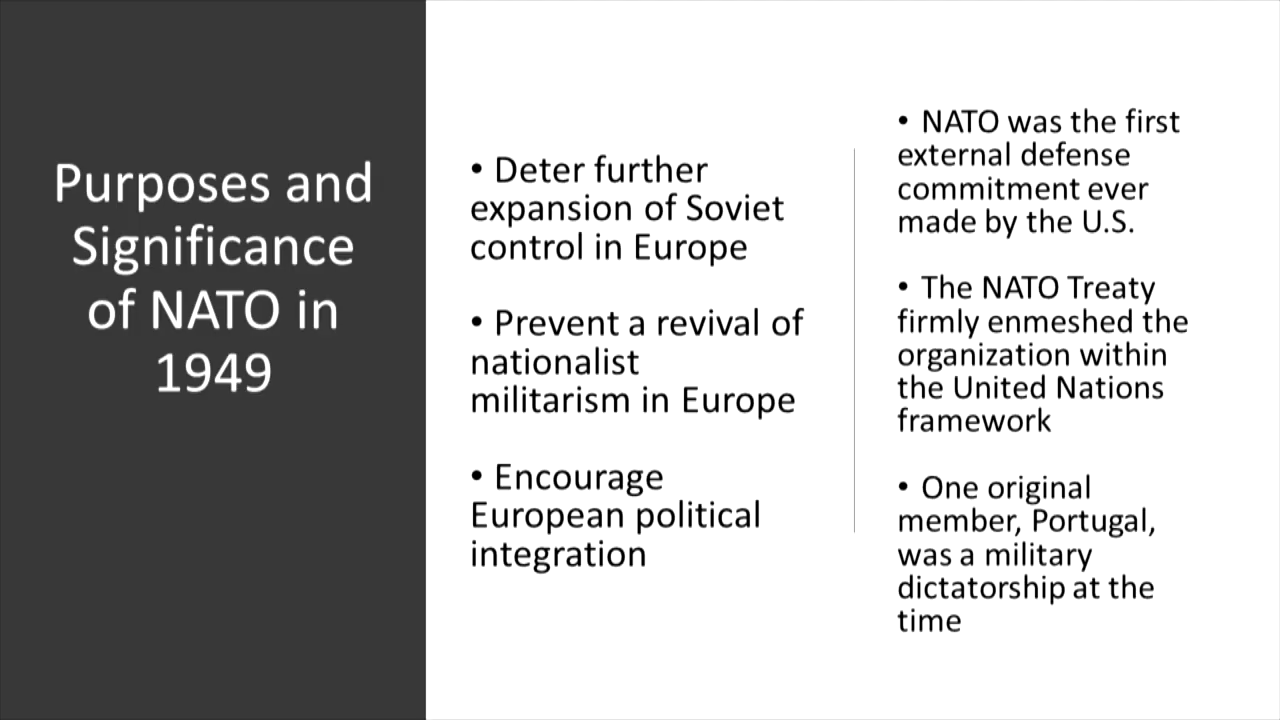 Purposes and
Significance
of NATO in
1949
• Deter further
expansion of Soviet
control in Europe
• Prevent a revival of
nationalist
militarism in Europe
• Encourage
European political
integration
• NATO was the first
external defense
commitment ever
made by the U.S.
• The NATO Treaty
firmly enmeshed the
organization within
the United Nations
framework
• One original
member, Portugal,
was a military
dictatorship at the
time